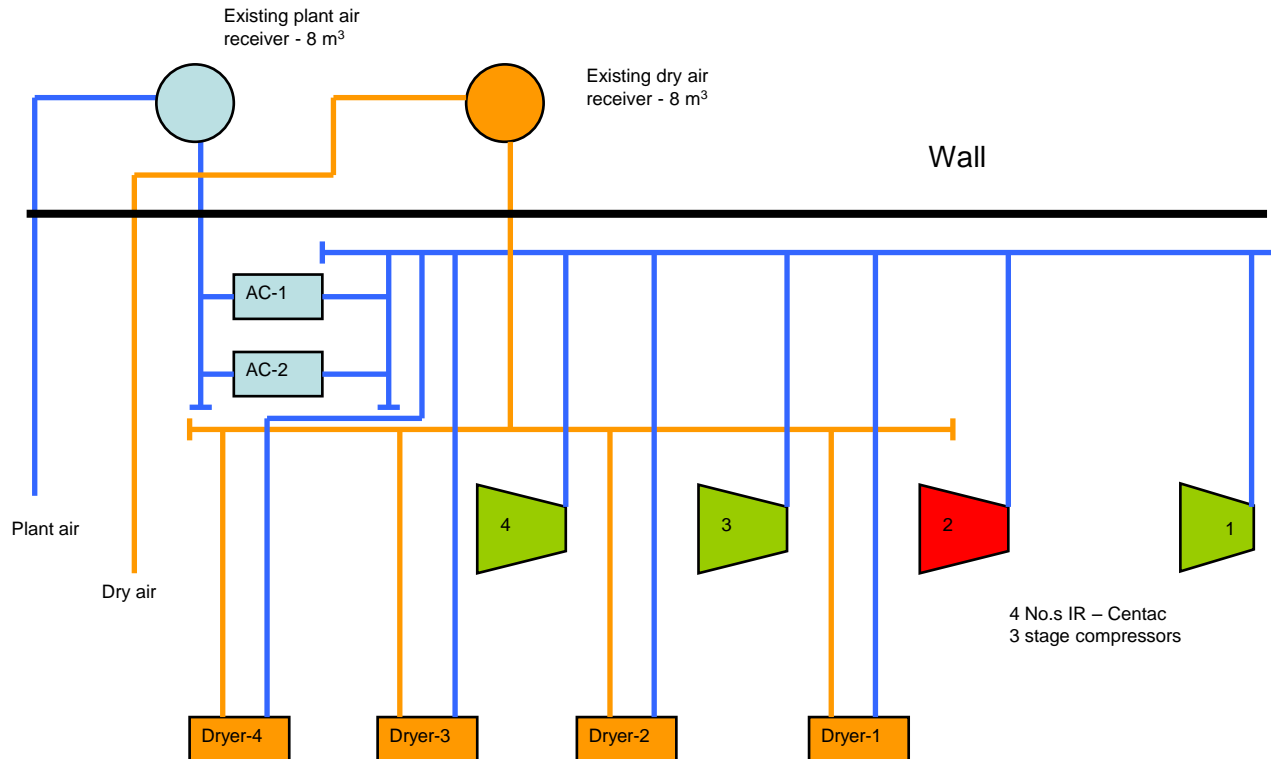 Existing plant air
receiver - 8 m³
Existing dry air
receiver - 8 m³
Wall
AC-1
AC-2
4
3
2
1
Plant air
Dry air
4 No.s IR – Centac
3 stage compressors
Dryer-4
Dryer-3
Dryer-2
Dryer-1